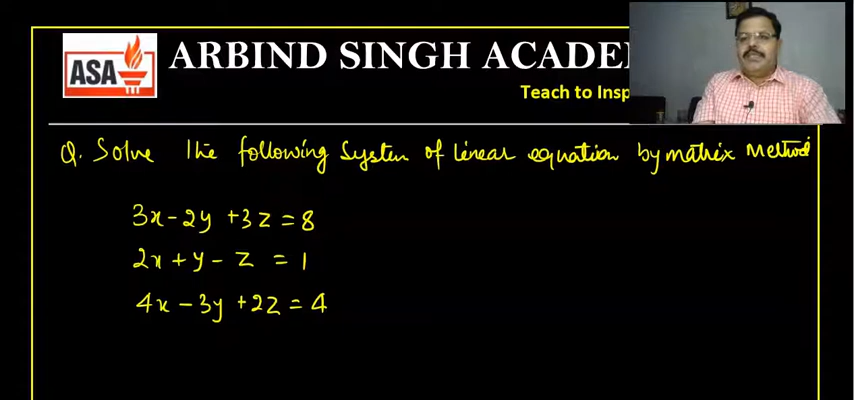 ASA
ARBIND SINGH ACADE
Teach to Insp
Q. Solve the following System of linear equation by matrix Method
3x - 2y + 3z = 8
2x + y - z = 1
4x - 3y + 2z = 4